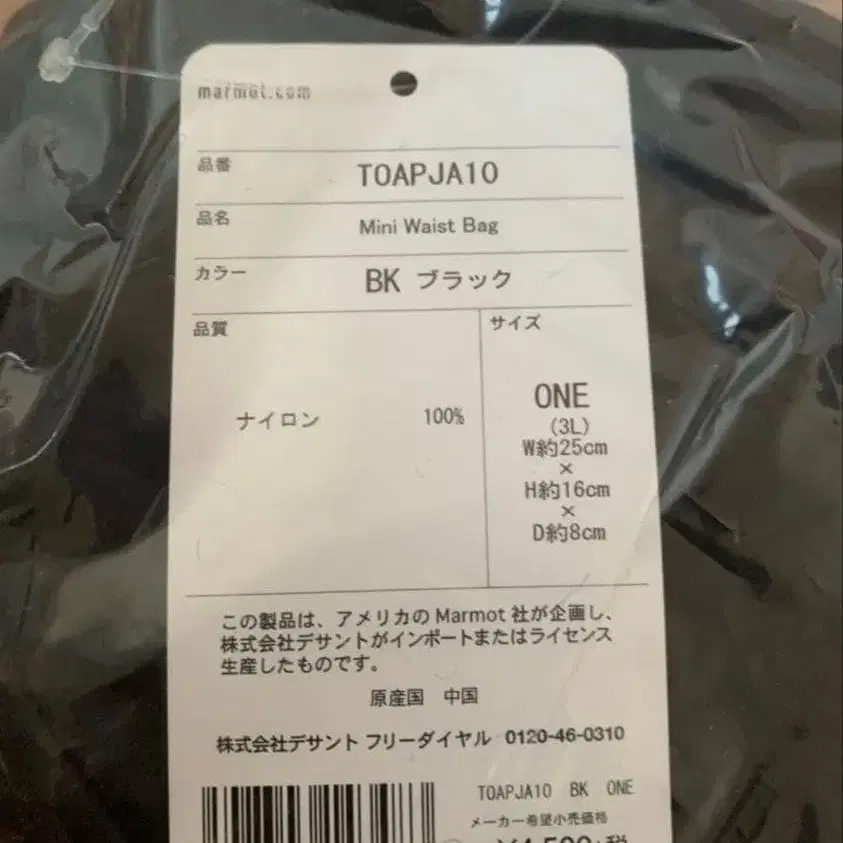 marmot.com
品番 TOAPJA10
品名 Mini Waist Bag
カラー BK ブラック
品質
サイズ
ナイロン 100%
ONE
(3L)
W約25cm
×
H約16cm
×
D約8cm
この製品は、アメリカのMarmot 社が企画し、
株式会社デサントがインポートまたはライセンス
生産したものです。
原産国 中国
株式会社デサント フリーダイヤル 0120-46-0310
TOAPJA10 BK ONE
メーカー希望小売価格